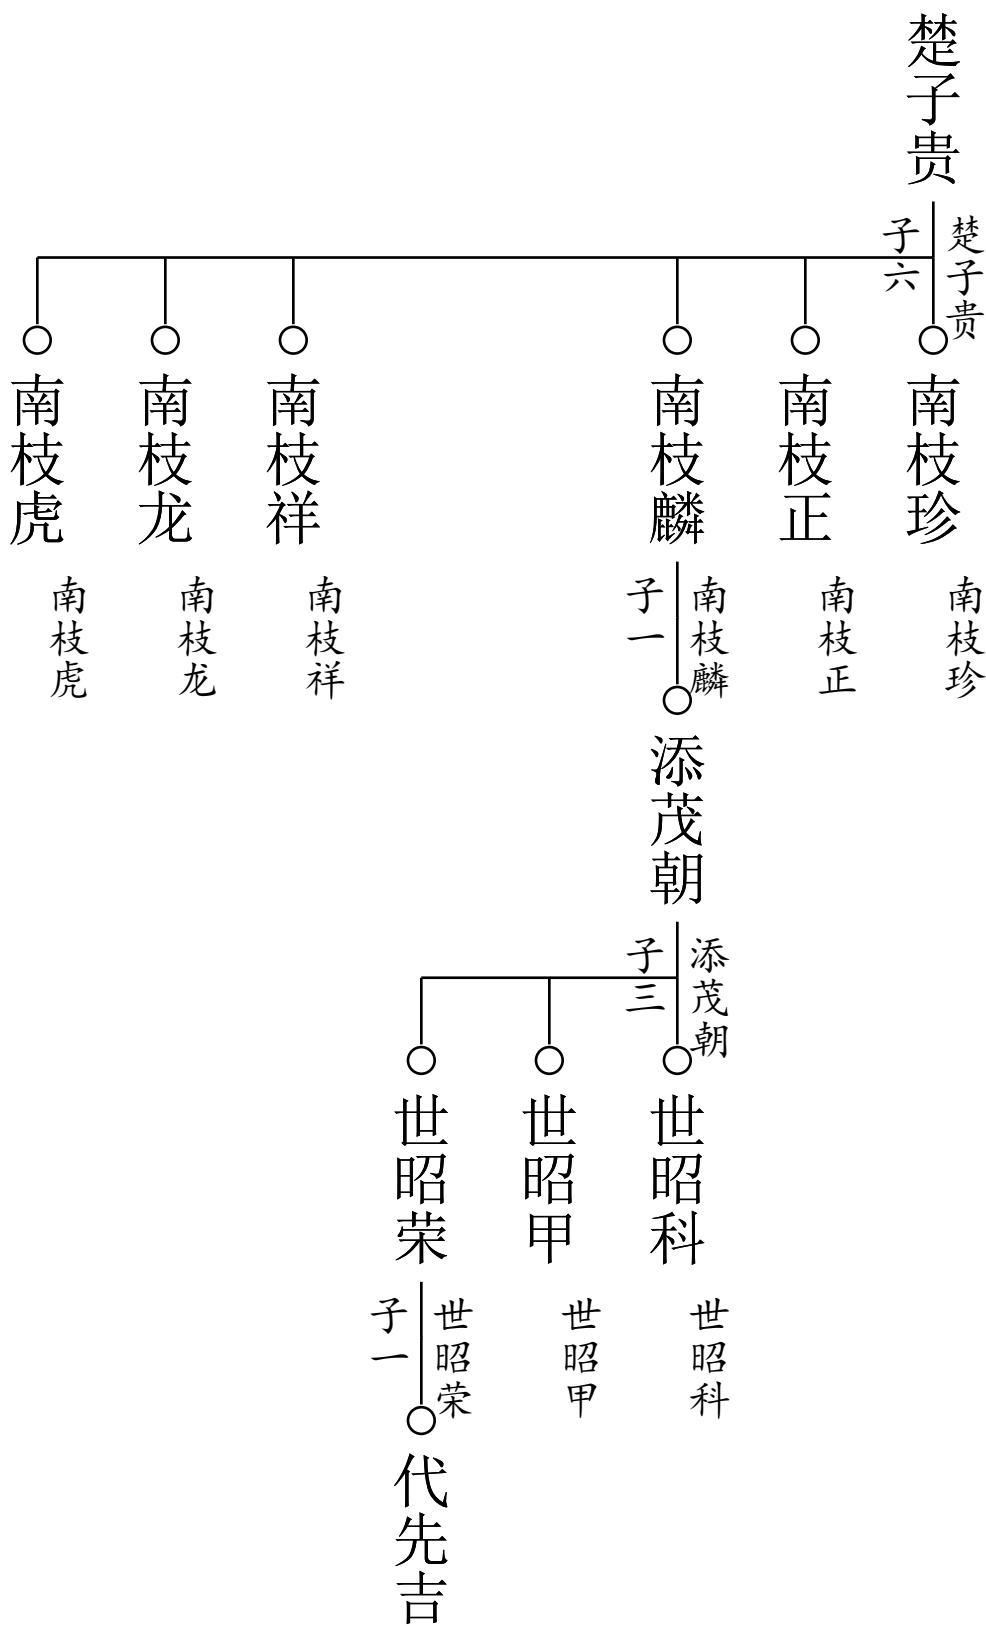 楚子贵
楚子贵
子六
南枝珍
南枝正
南枝麟
南枝祥
南枝龙
南枝虎
南枝珍
南枝正
南枝麟
子一
南枝祥
南枝龙
南枝虎
添茂朝
添茂朝
子三
世昭科
世昭甲
世昭荣
世昭科
世昭甲
世昭荣
子一
代先吉